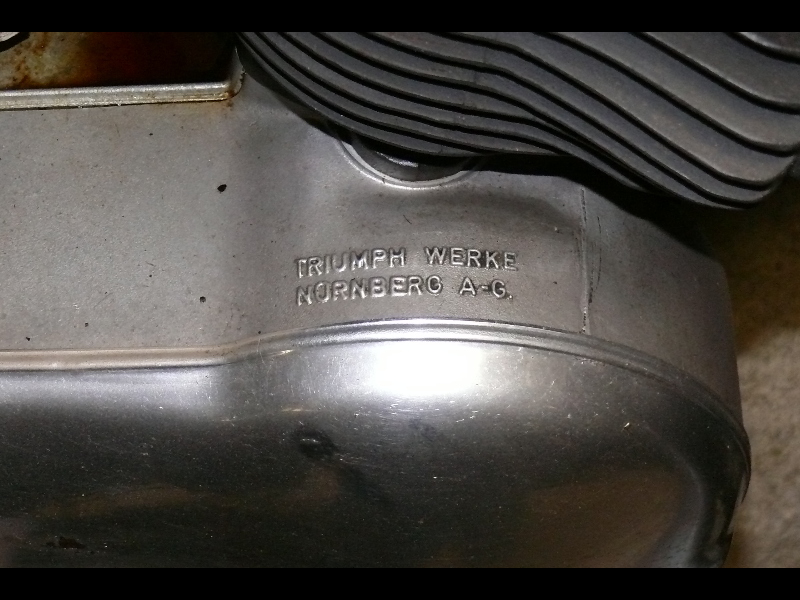 TRIUMPH WERKE
NÜRNBERG A-G.